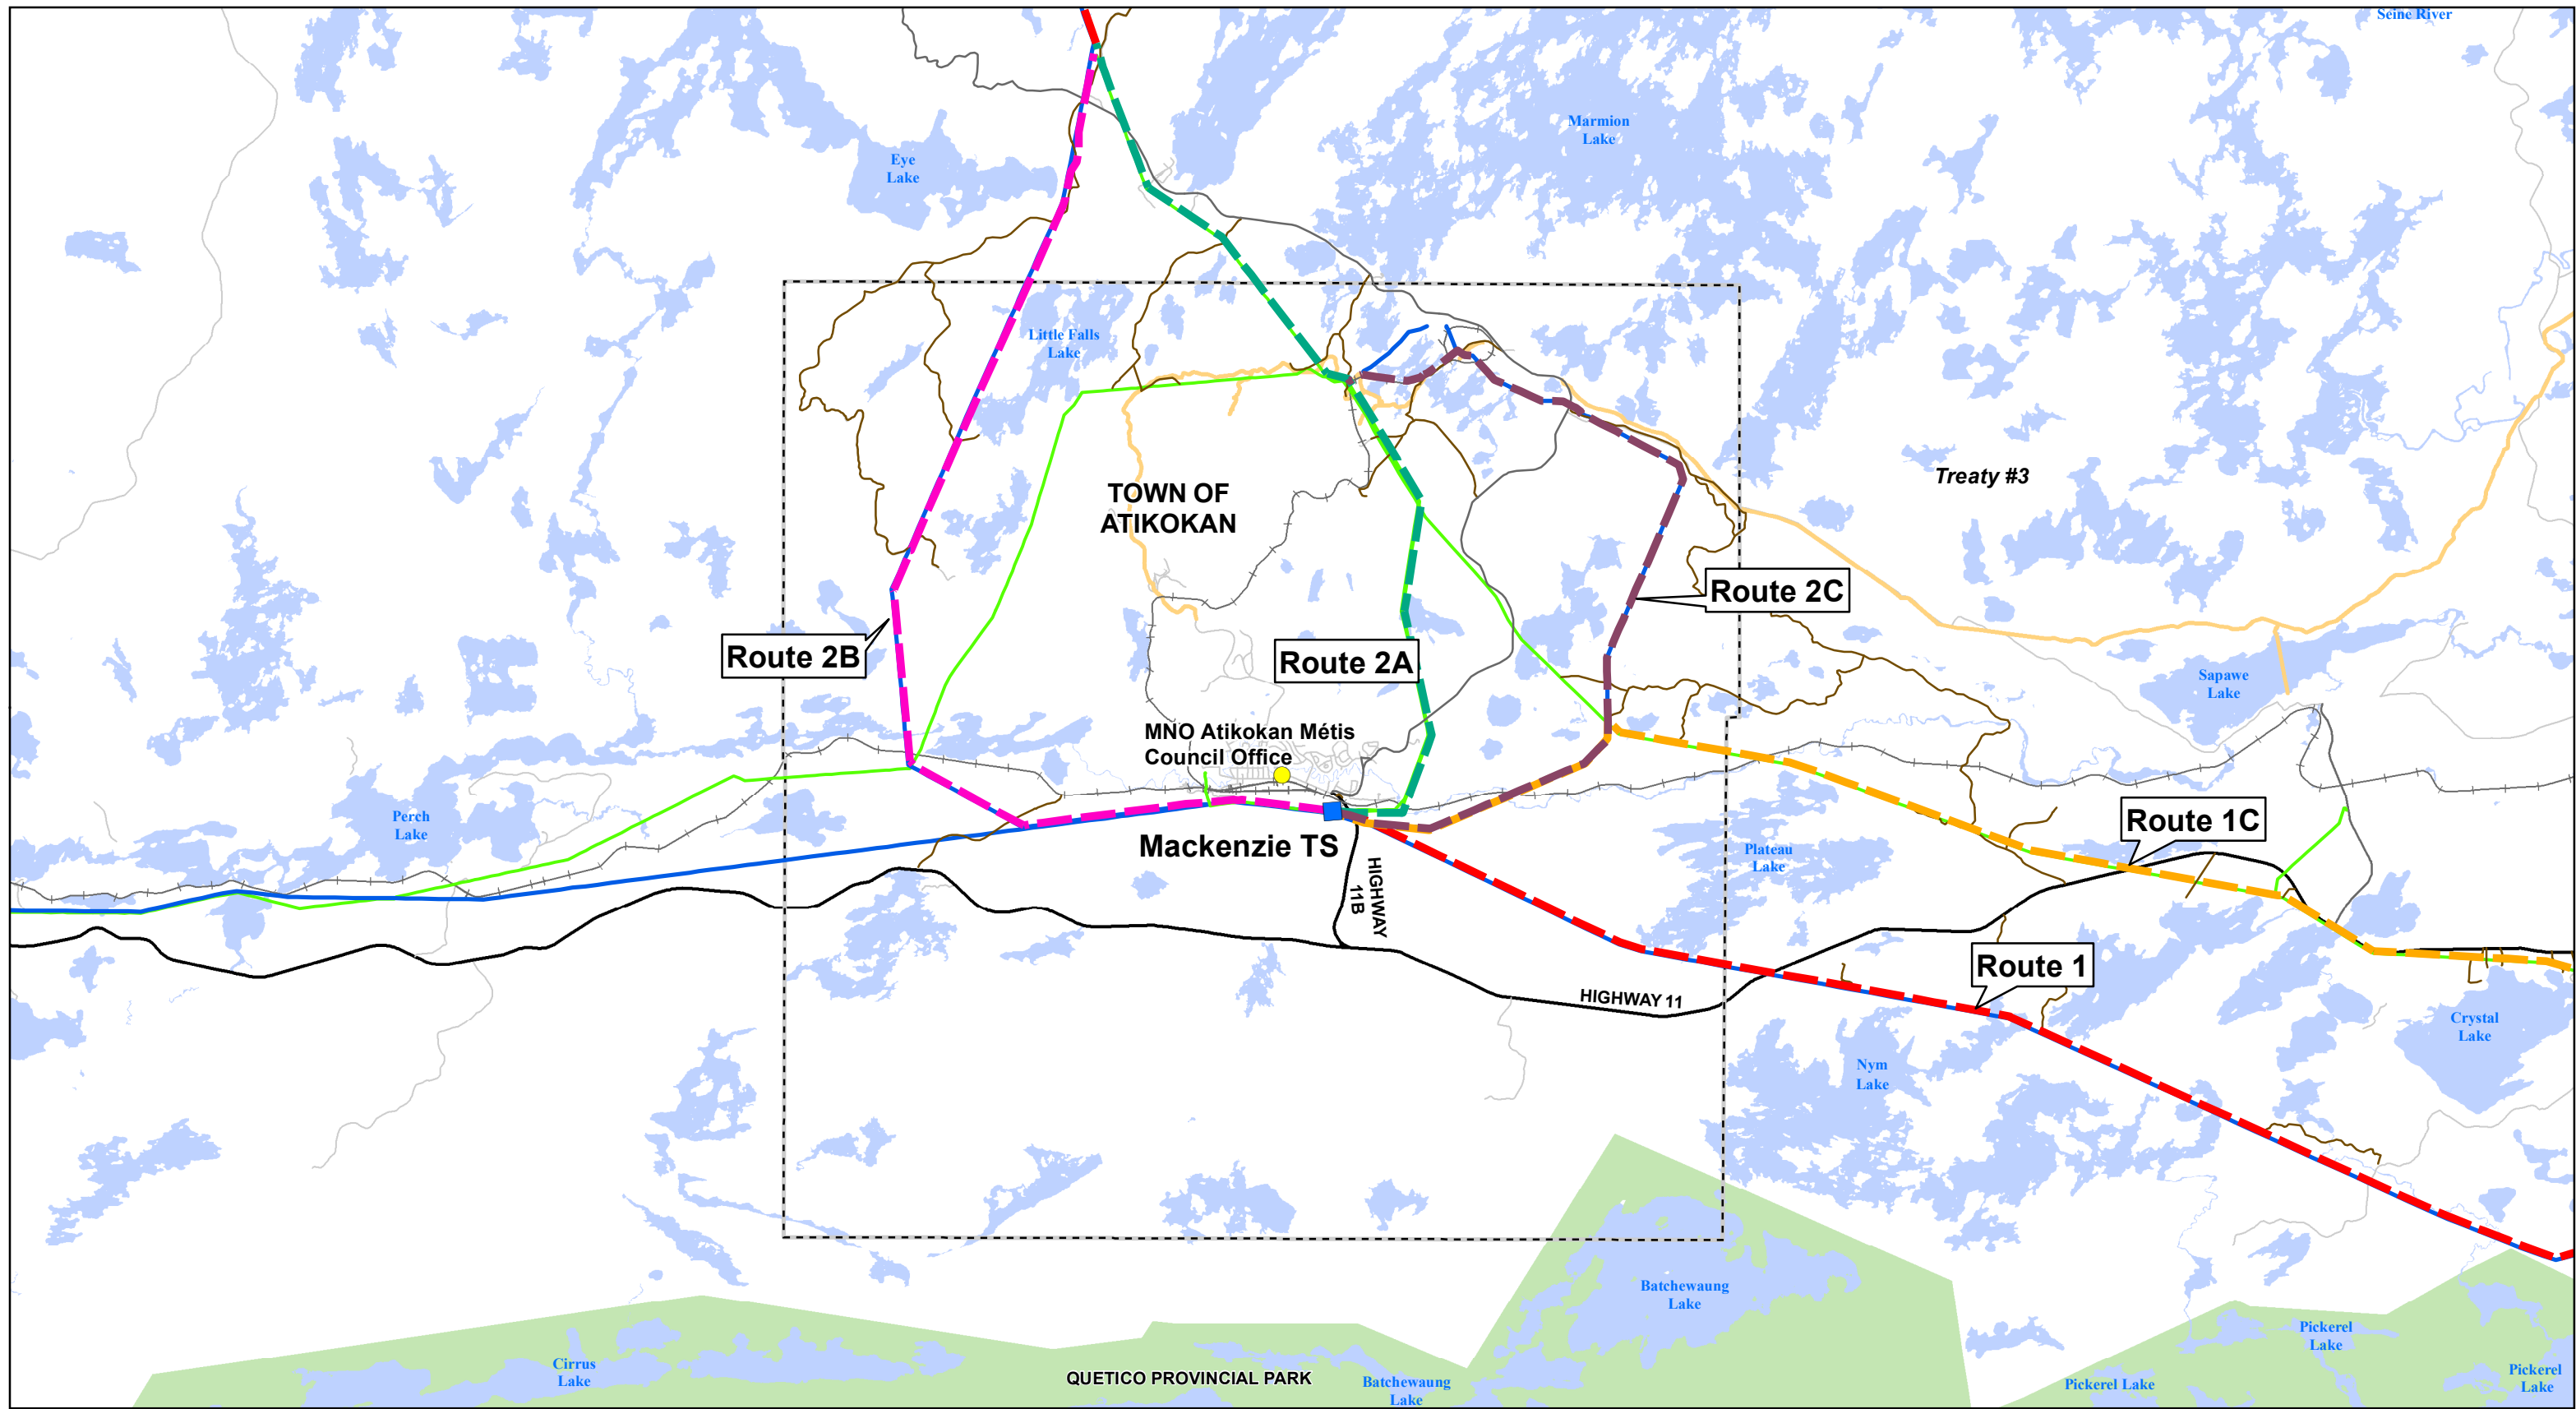 Seine River
Marmion
Lake
Eye
Lake
Little Falls
Lake
Treaty #3
TOWN OF
ATIKOKAN
Route 2C
Route 2B
Route 2A
Sapawe
Lake
MNO Atikokan Métis
Council Office
Perch
Lake
Mackenzie TS
Route 1C
Plateau
Lake
HIGHWAY
11B
Route 1
HIGHWAY 11
Crystal
Lake
Nym
Lake
Batchewaung
Lake
Pickerel
Lake
Cirrus
Lake
QUETICO PROVINCIAL PARK
Batchewaung
Lake
Pickerel Lake
Pickerel
Lake